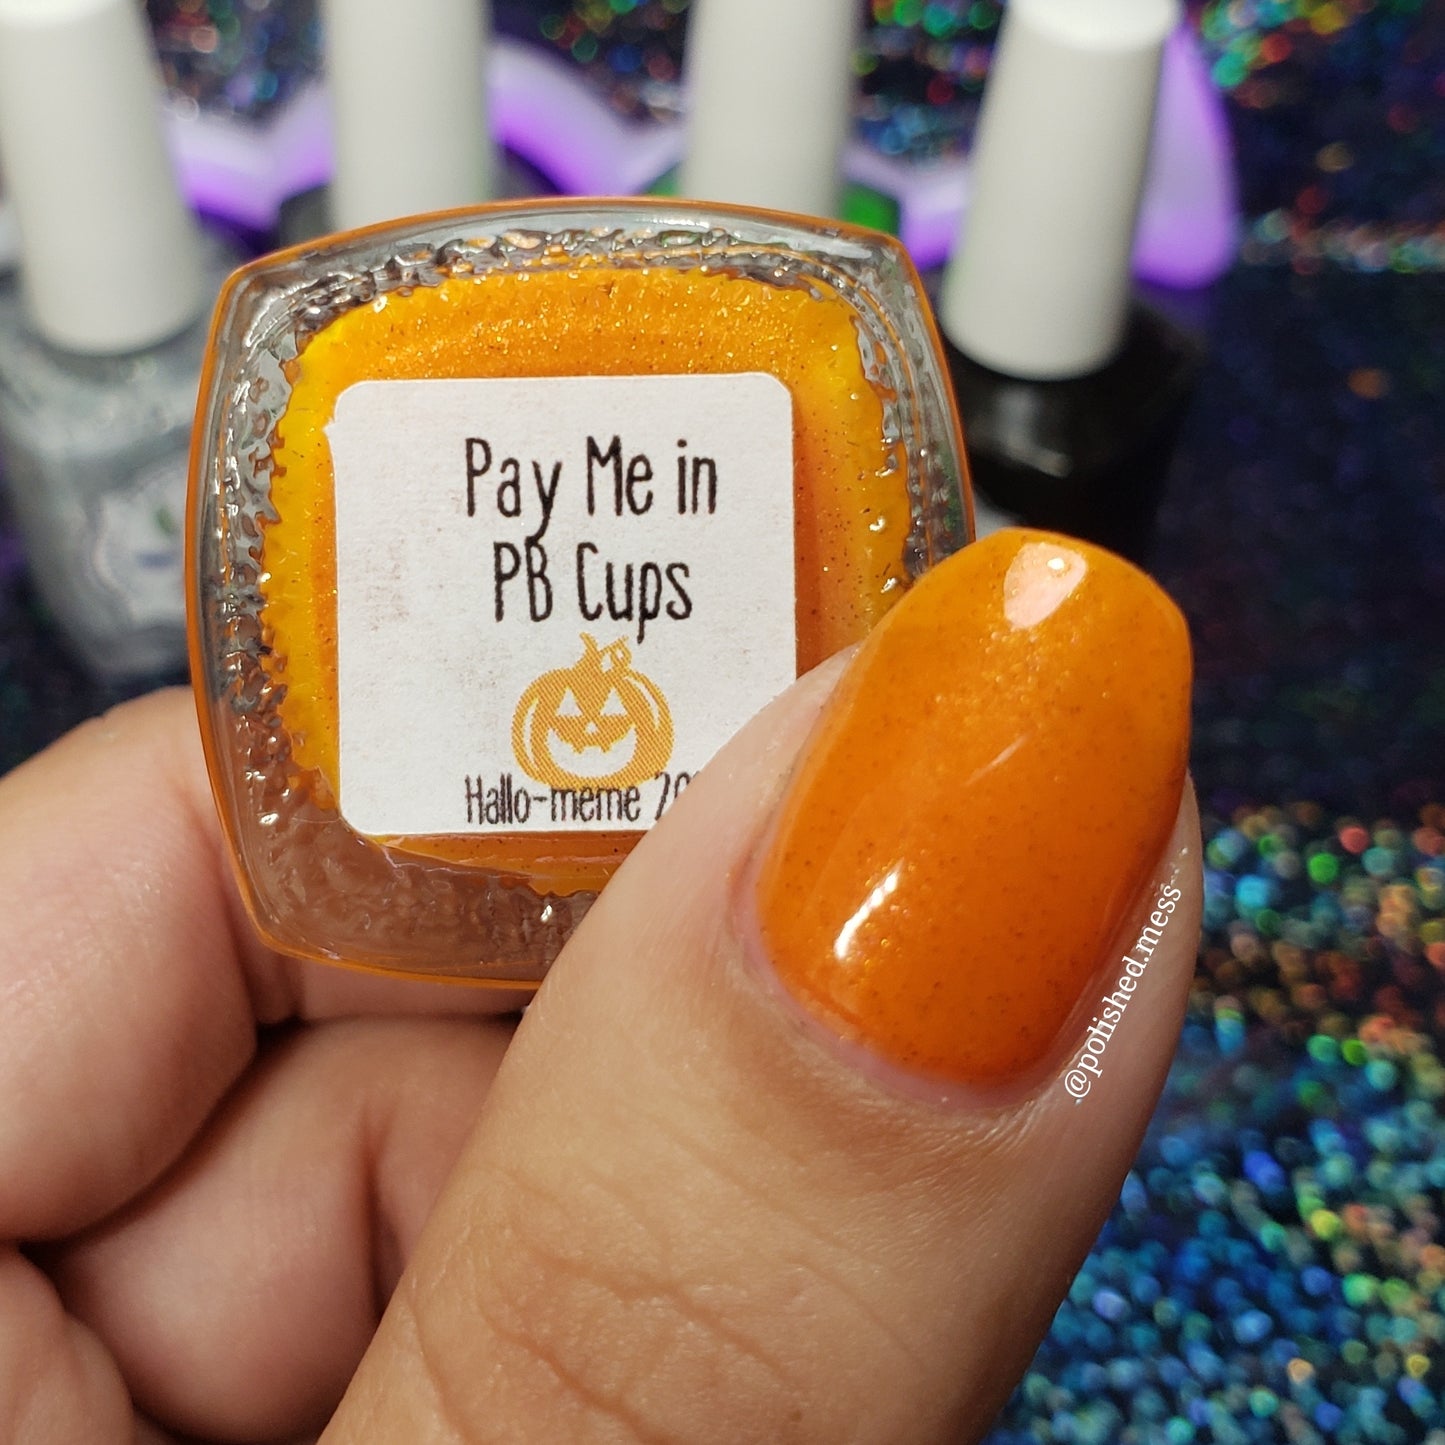 Pay Me in
PB Cups
Hallo-meme
@polished.mess